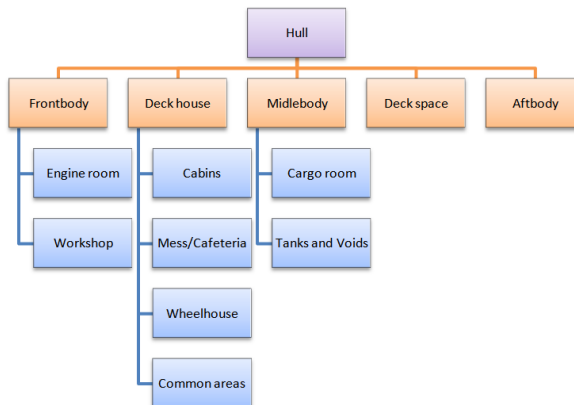 Hull
Frontbody
Deck house
Midlebody
Deck space
Aftbody
Engine room
Cabins
Cargo room
Workshop
Mess/Cafeteria
Tanks and Voids
Wheelhouse
Common areas